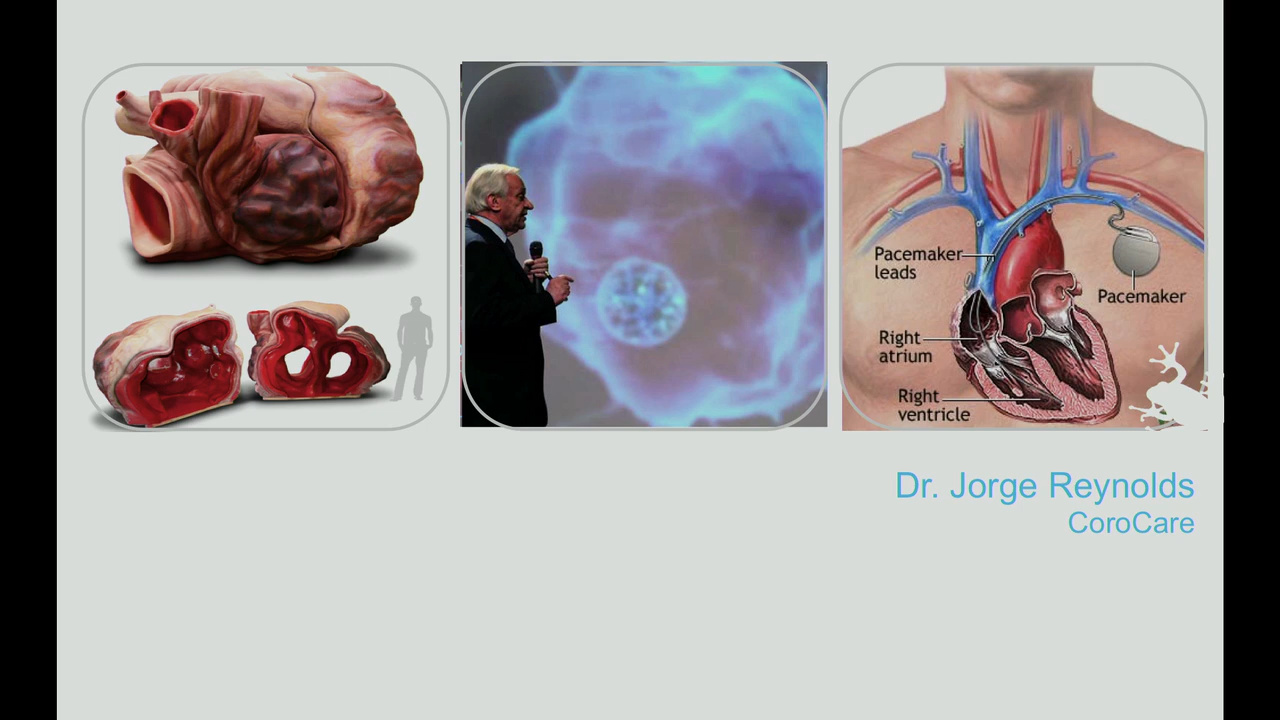 Pacemaker
leads
Pacemaker
Right
atrium
Right
ventricle
Dr. Jorge Reynolds
CoroCare